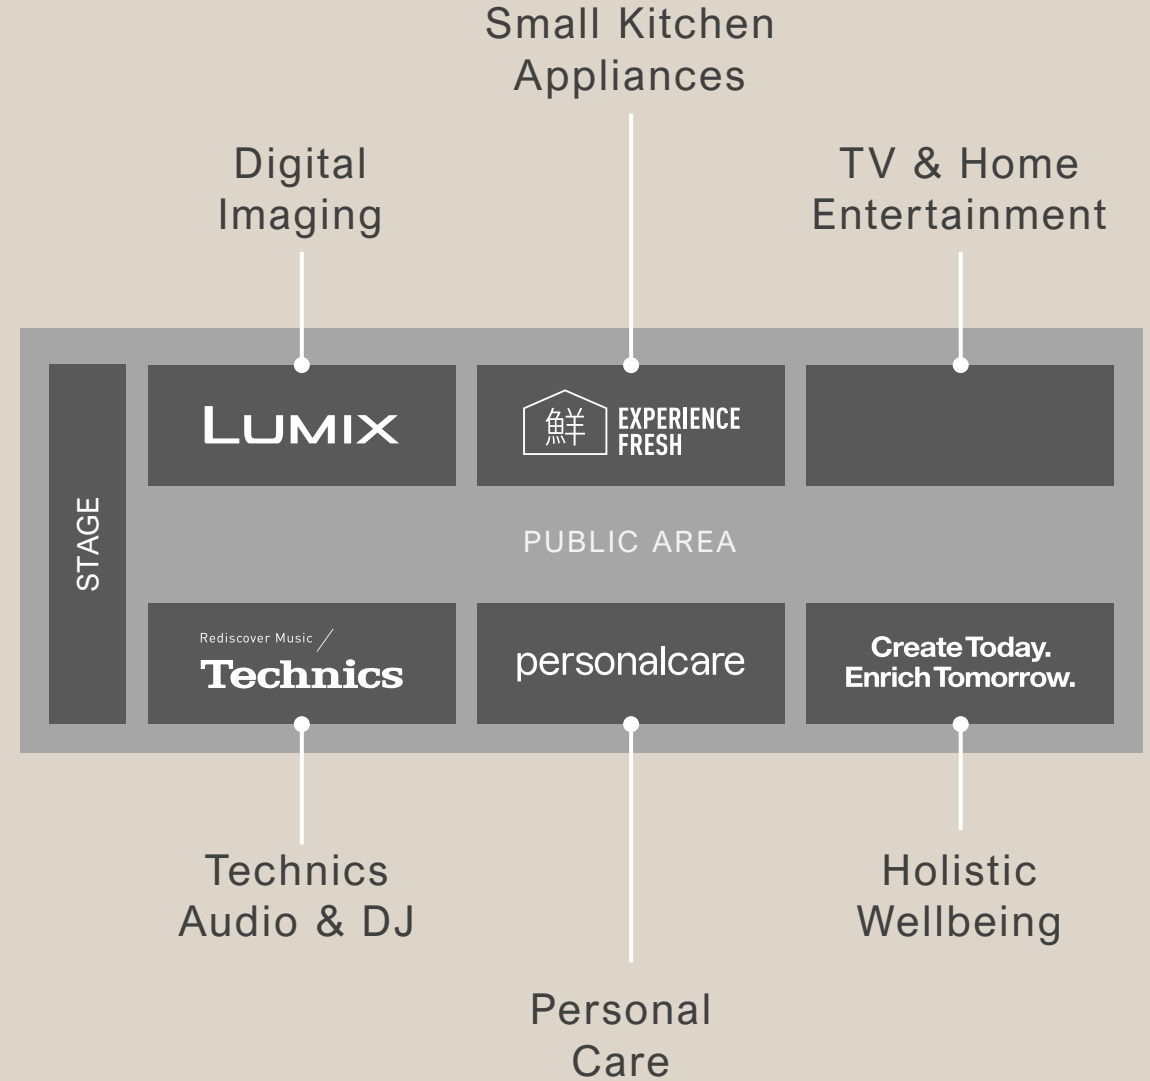 Small Kitchen
Appliances
Digital
Imaging
TV & Home
Entertainment
STAGE
LUMIX
鮮
EXPERIENCE
FRESH
PUBLIC AREA
Rediscover Music
Technics
personalcare
Create Today.
Enrich Tomorrow.
Technics
Audio & DJ
Holistic
Wellbeing
Personal
Care